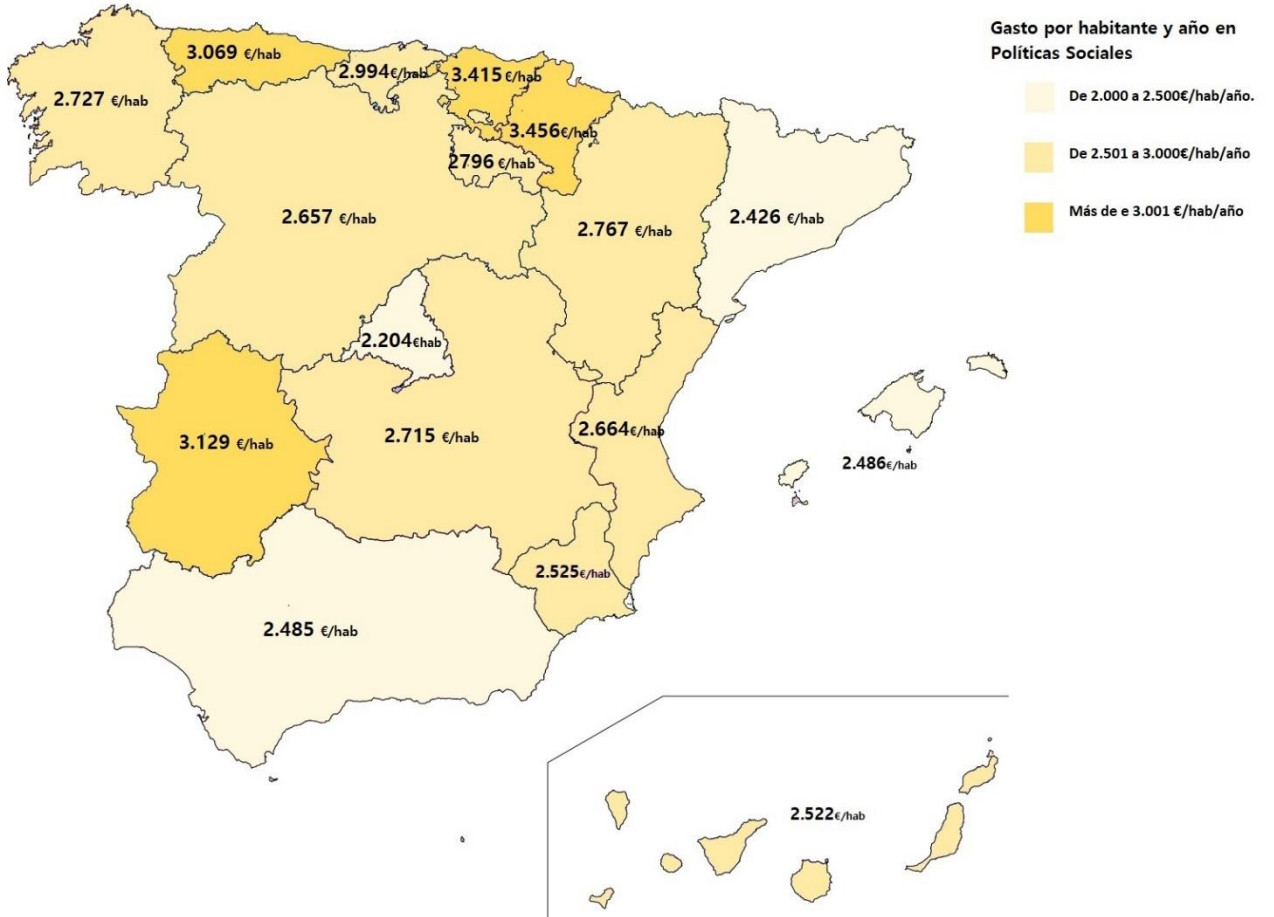 Gasto por habitante y año en
Políticas Sociales
De 2.000 a 2.500€/hab/año.
De 2.501 a 3.000€/hab/año
Más de e 3.001 €/hab/año
3.069 €/hab
2.994€/hab
3.415 €/hab
2.727 €/hab
3.456€/hab
2796 €/hab
2.657 €/hab
2.767 €/hab
2.426 €/hab
2.204€hab
3.129 €/hab
2.715 €/hab
2.664€/hab
2.486€/hab
2.525€/hab
2.485 €/hab
2.522€/hab